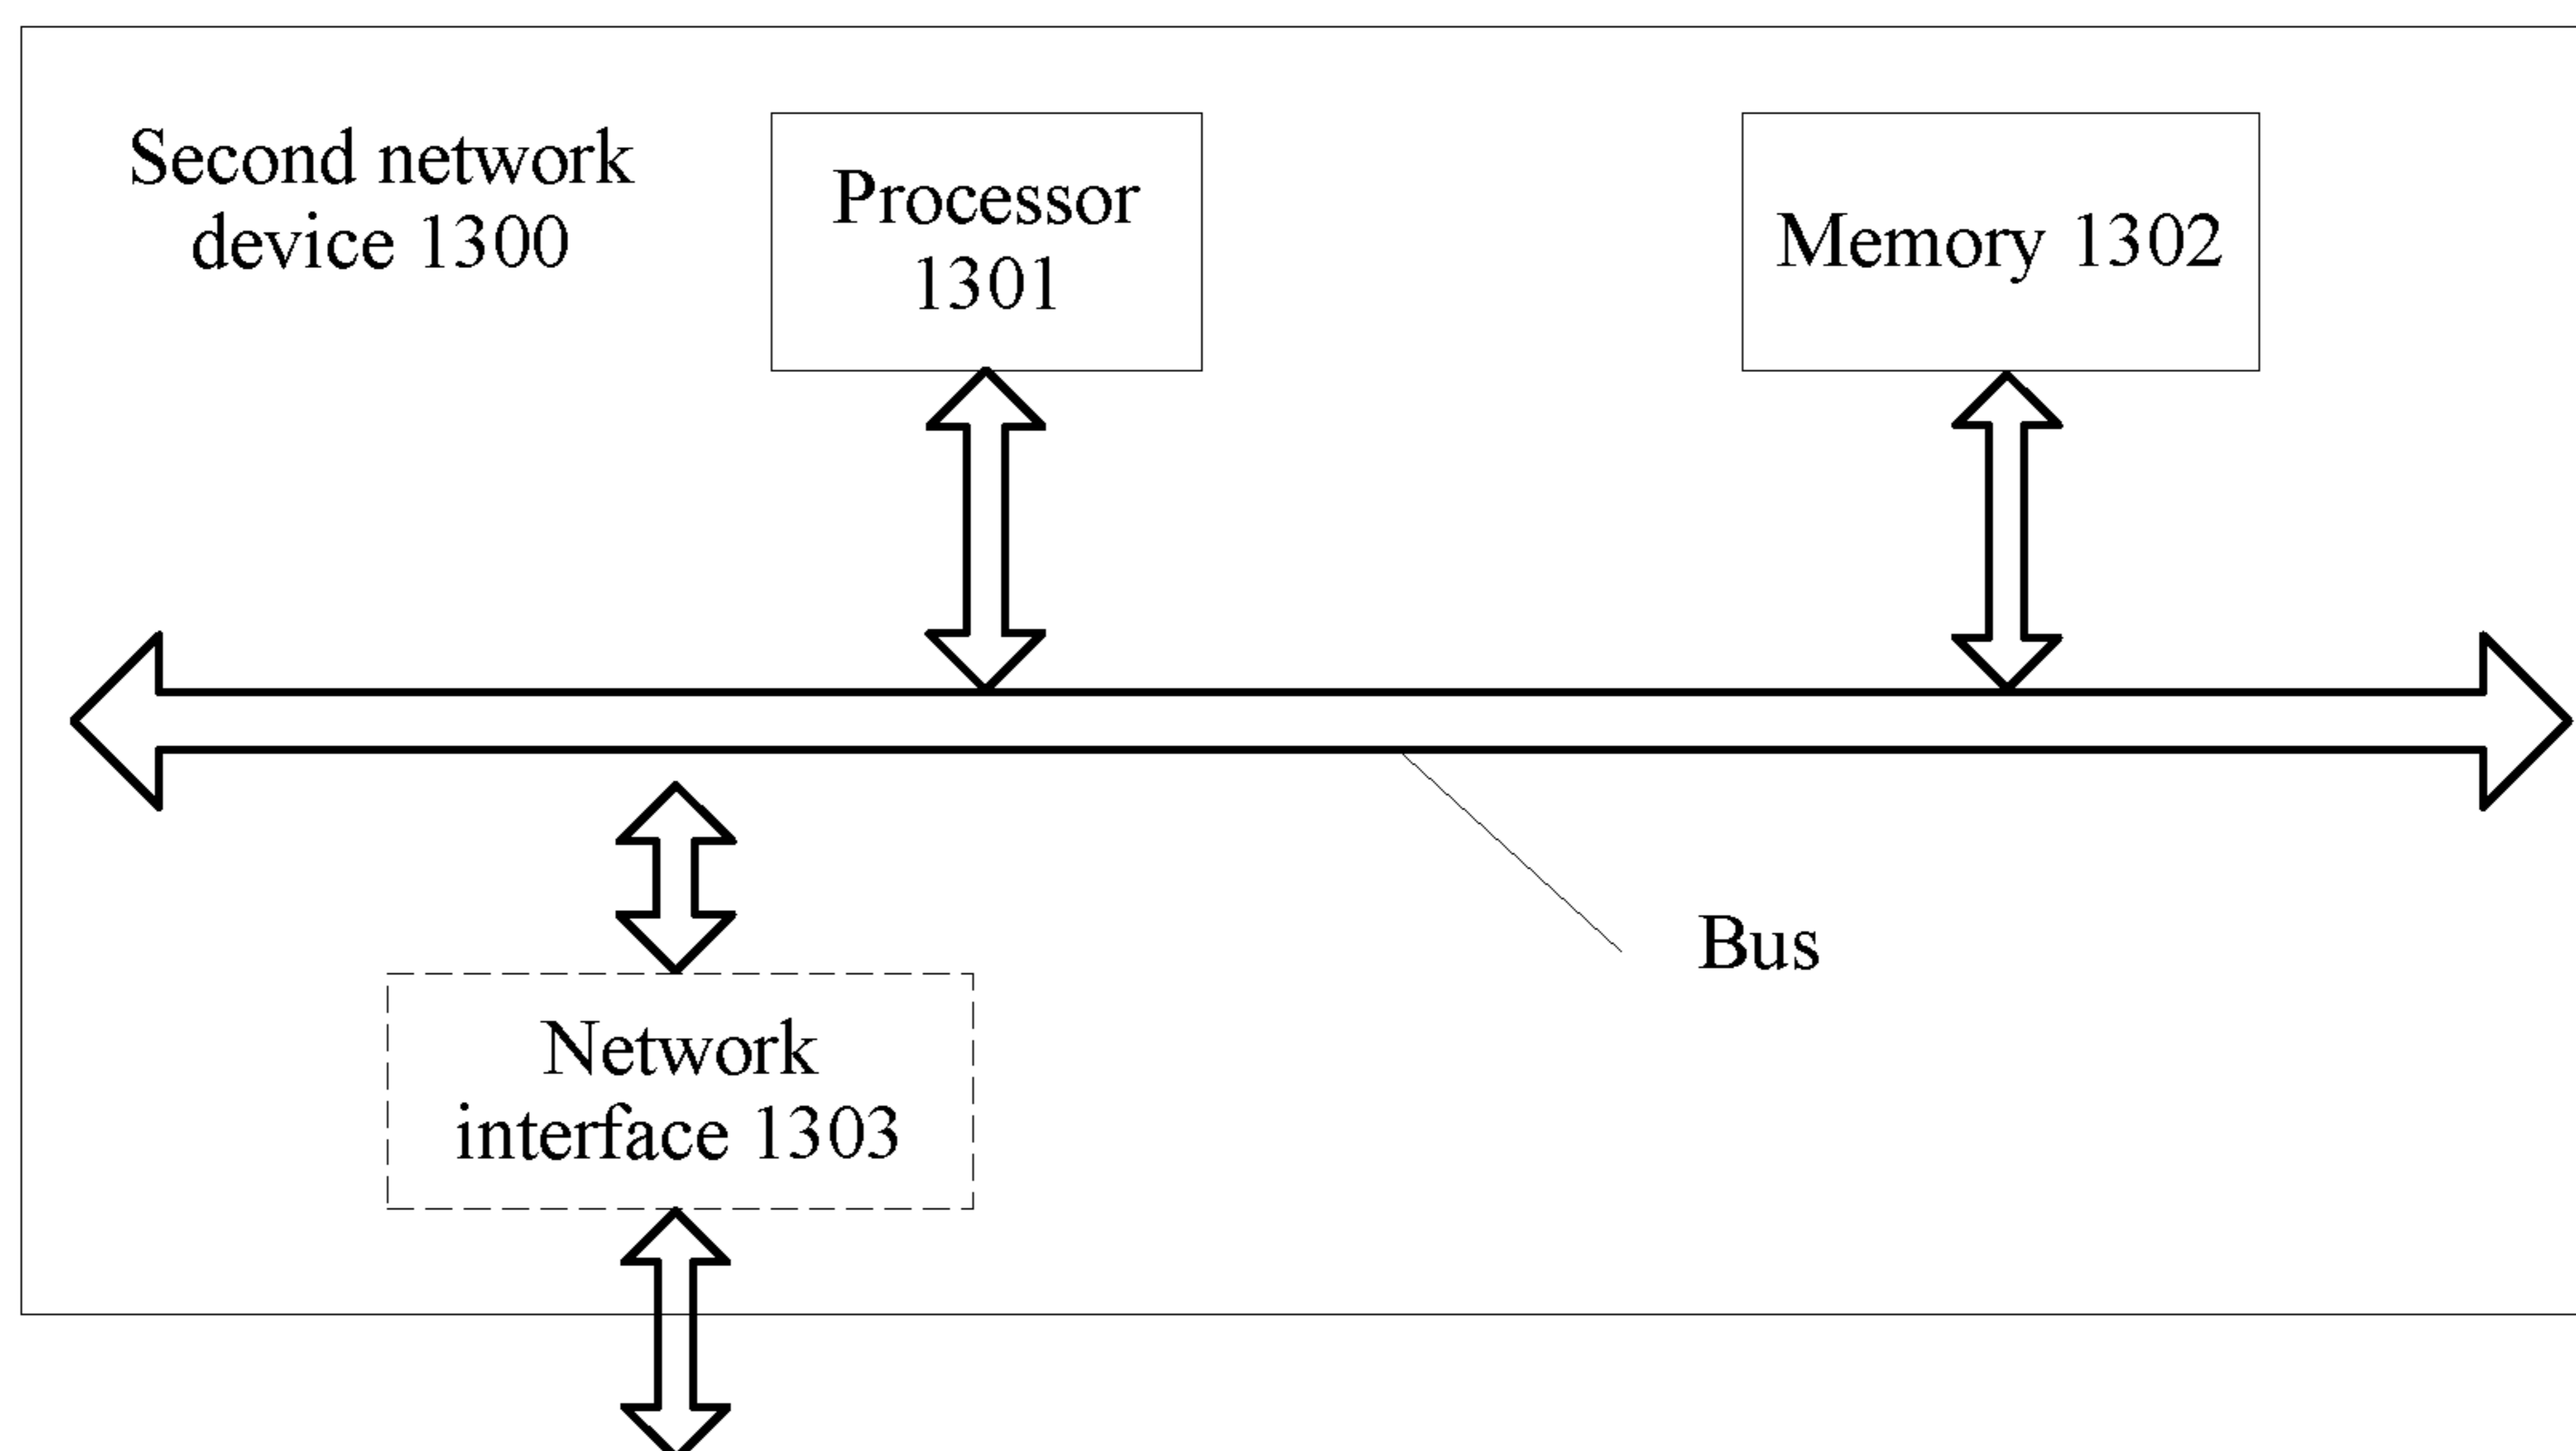 Second network
device 1300
Processor
1301
Memory 1302
Bus
Network
interface 1303